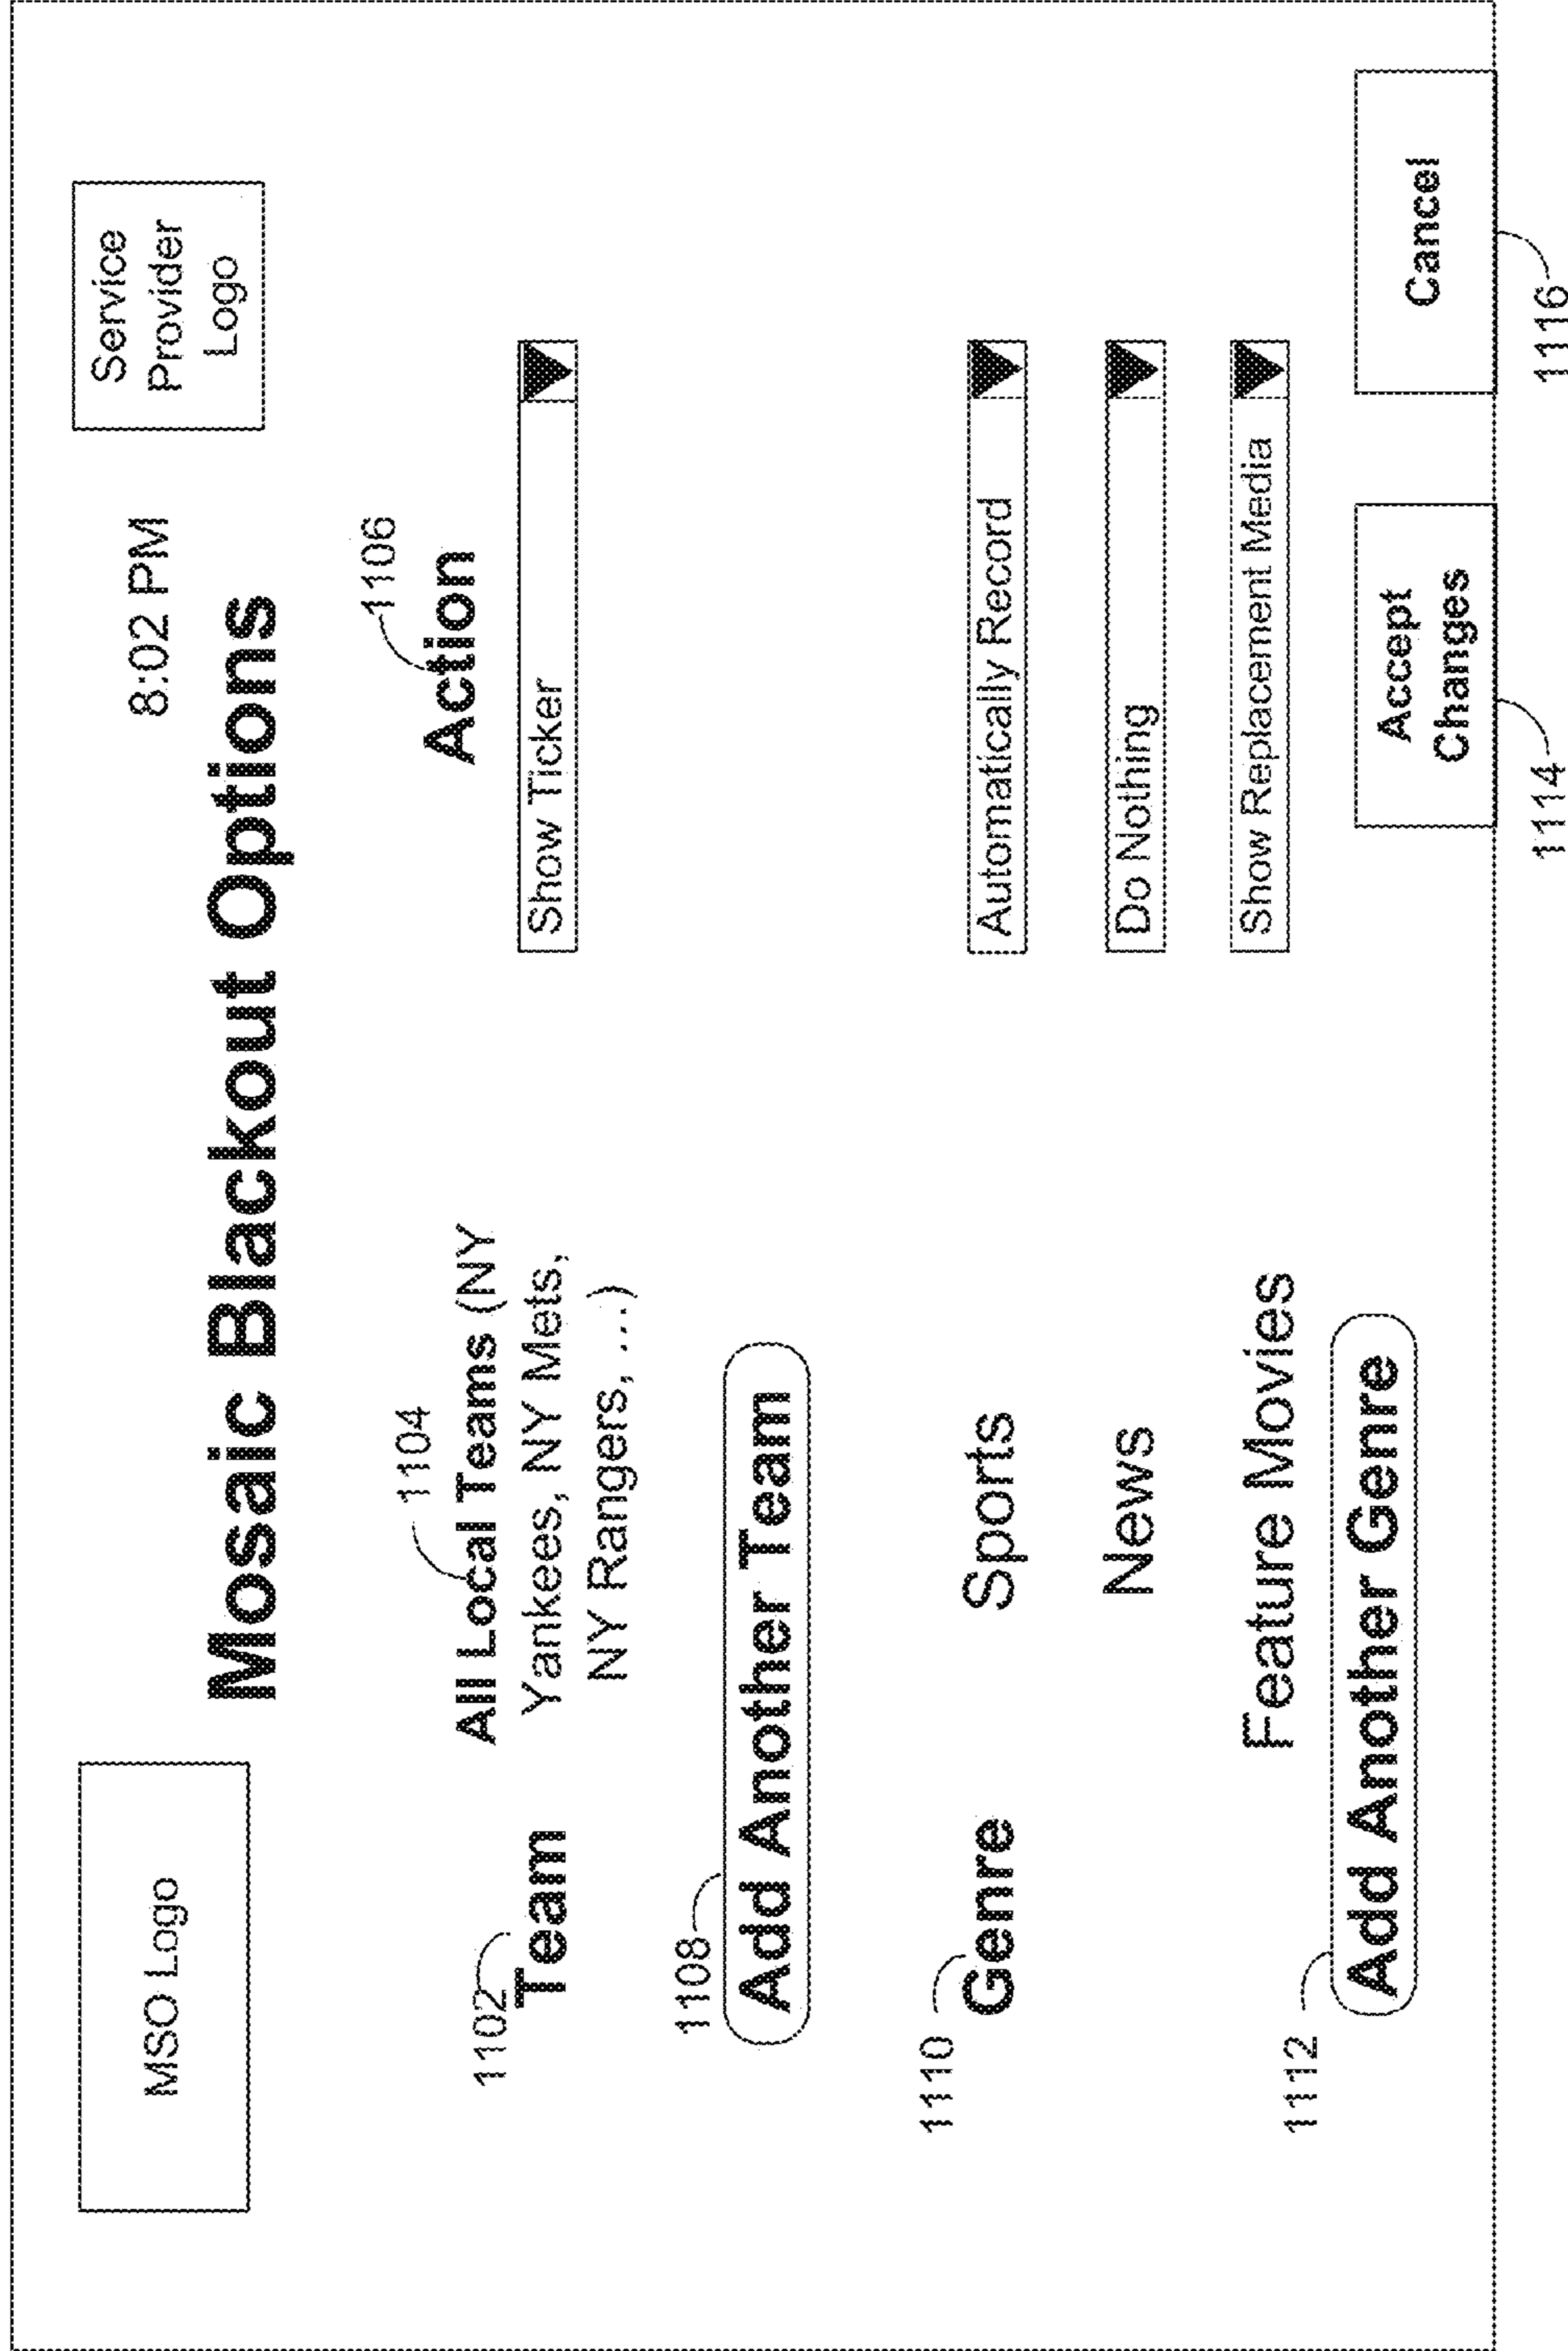 MSO Logo
8:02 PM
Service
Provider
Logo
Mosaic Blackout Options
1102
Team
1104
All Local Teams (NY
Yankees, NY Mets,
NY Rangers, ...)
1106
Action
Show Ticker
1108
Add Another Team
1110
Genre
Sports
Automatically Record
News
Do Nothing
Feature Movies
Show Replacement Media
1112
Add Another Genre
Accept
Changes
Cancel
1114
1116